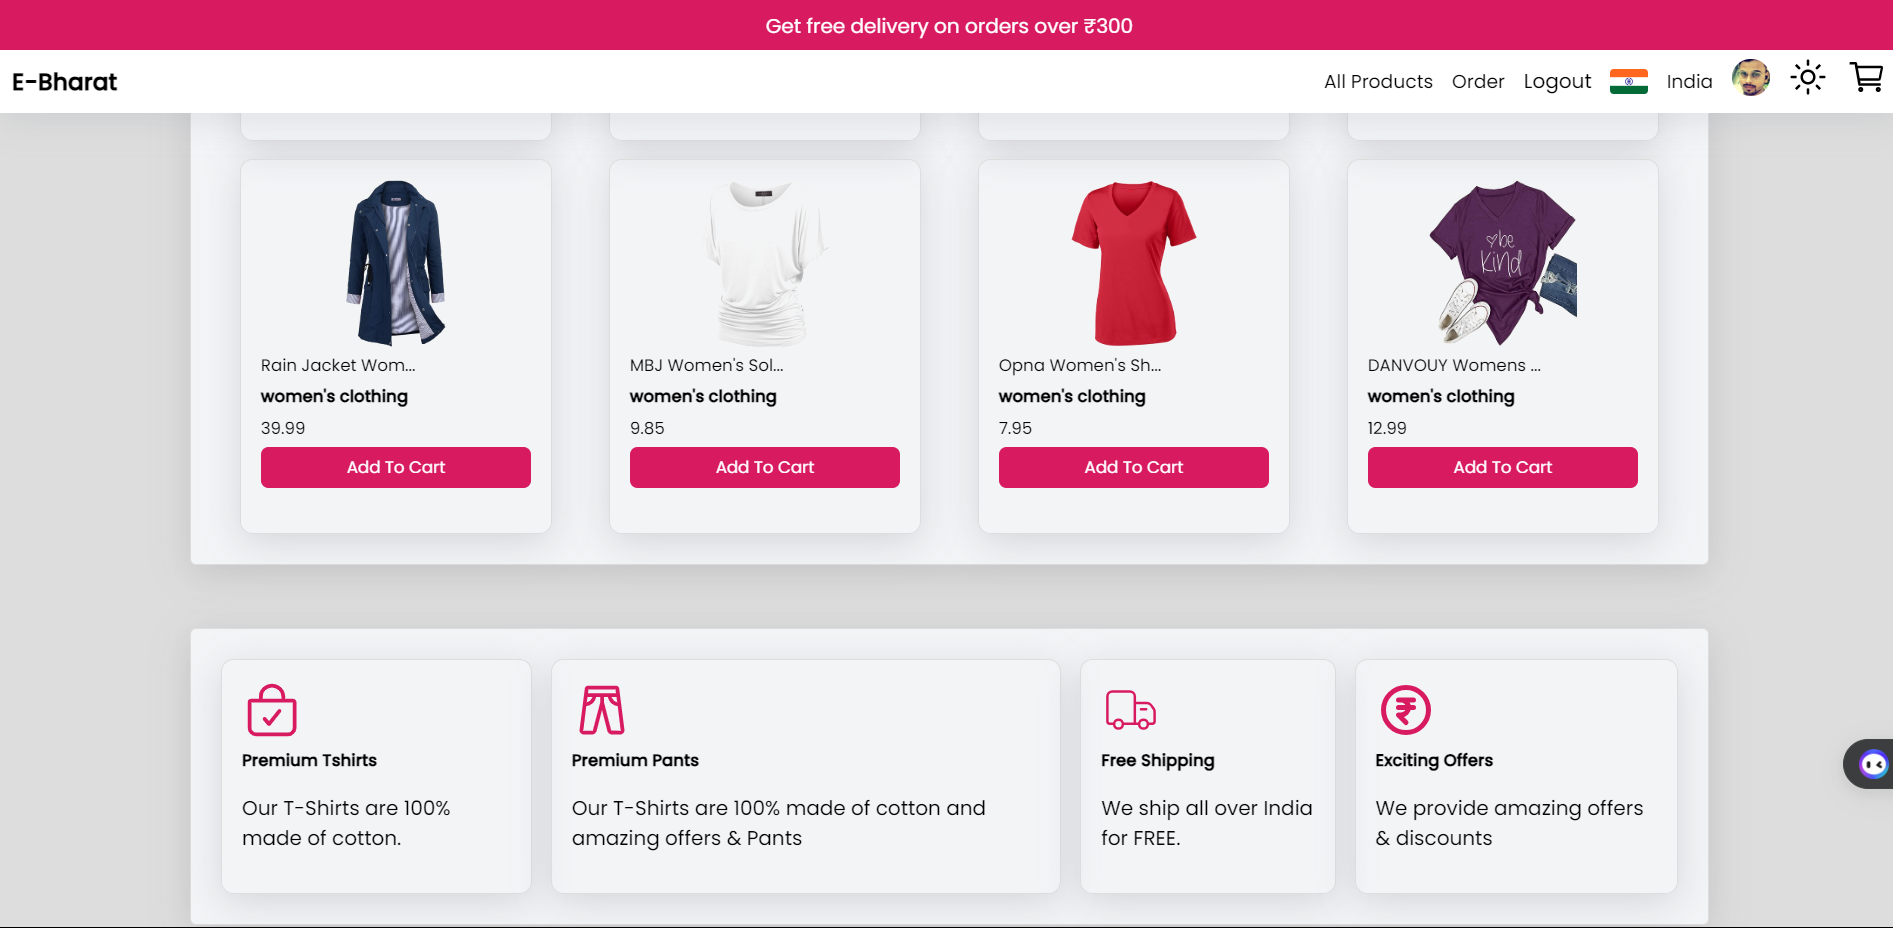 Get free delivery on orders over ₹300
E-Bharat
All Products Order Logout India
Rain Jacket Wom...
women's clothing
39.99
Add To Cart
MBJ Women's Sol...
women's clothing
9.85
Add To Cart
Opna Women's Sh...
women's clothing
7.95
Add To Cart
be
kind
DANVOUY Womens ...
women's clothing
12.99
Add To Cart
Premium Tshirts
Our T-Shirts are 100%
made of cotton.
Premium Pants
Our T-Shirts are 100% made of cotton and
amazing offers & Pants
Free Shipping
We ship all over India
for FREE.
₹
Exciting Offers
We provide amazing offers
& discounts